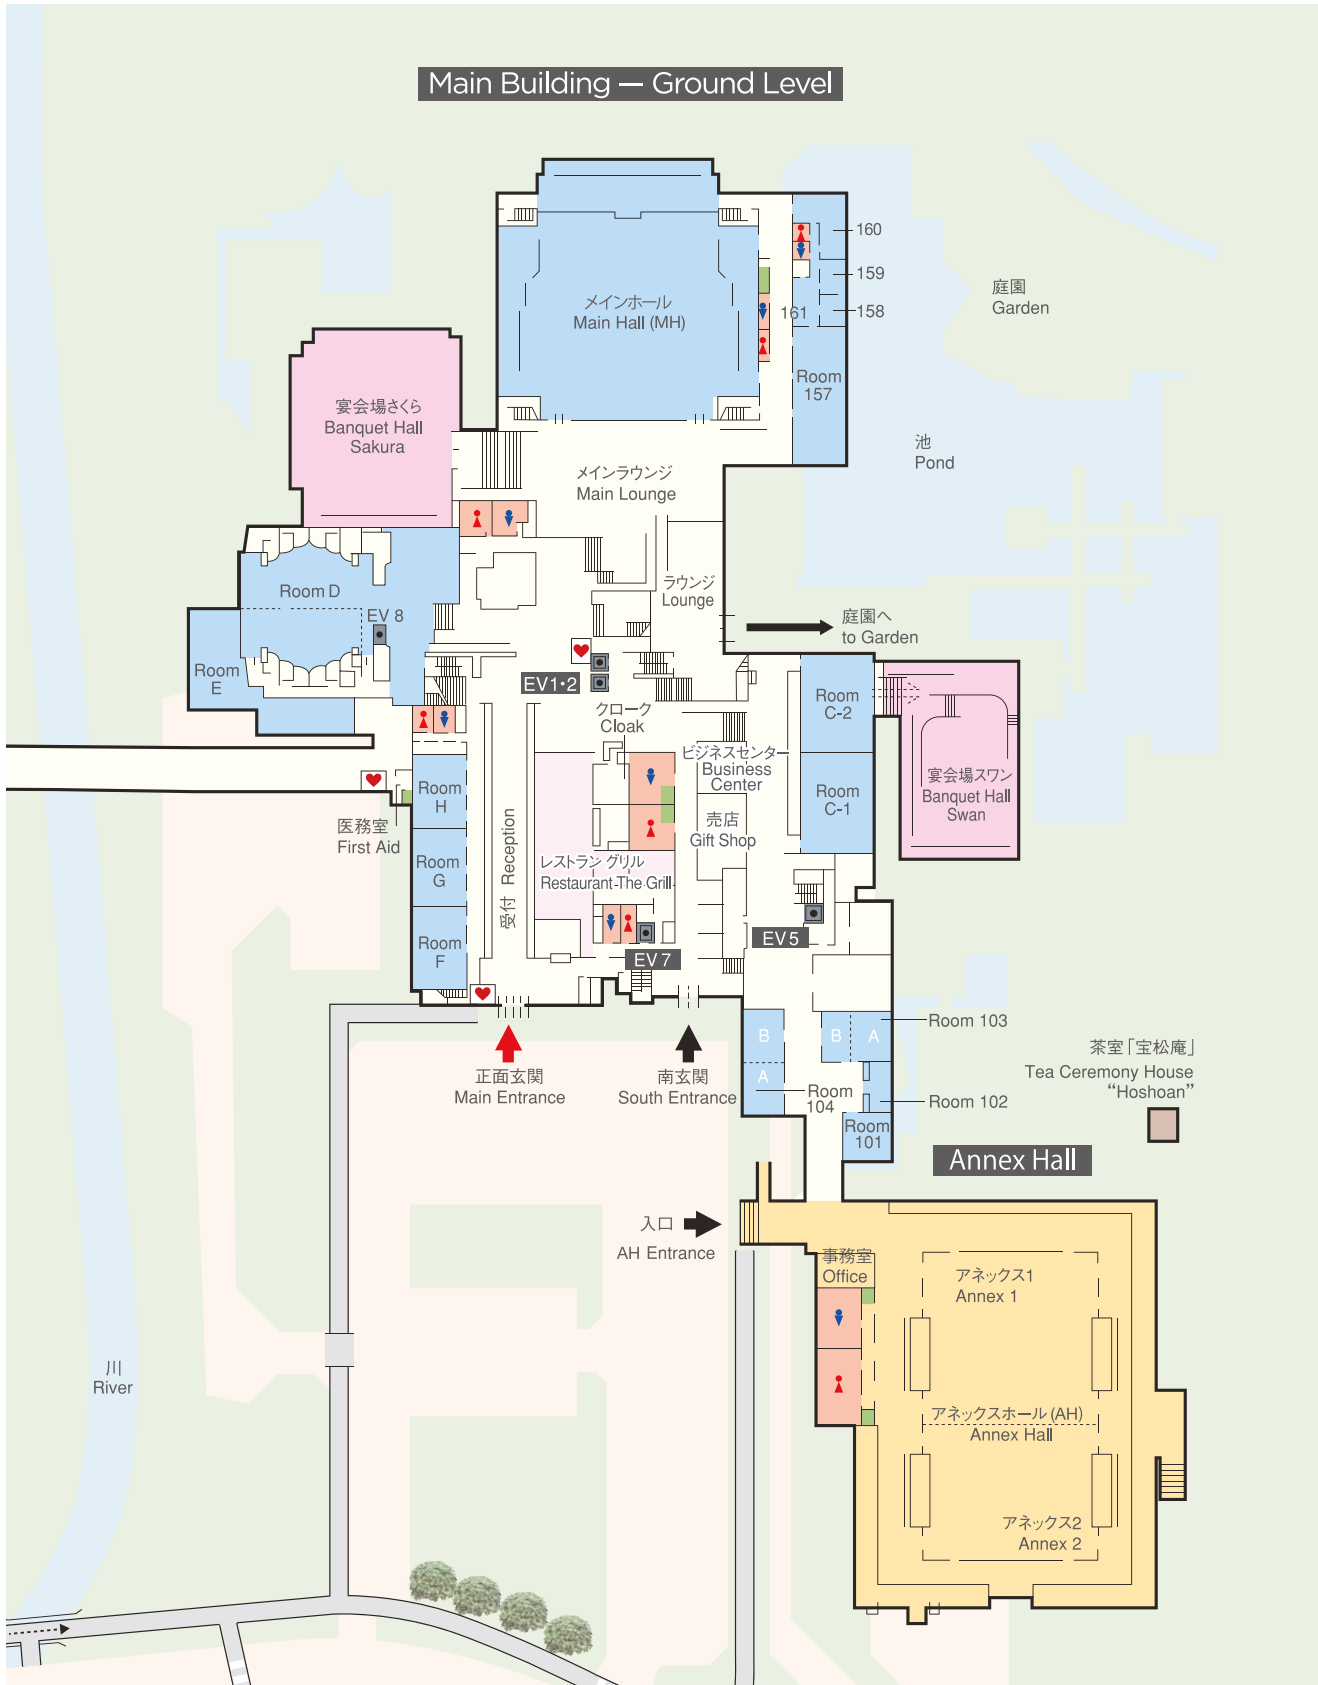 Main Building — Ground Level
160
159
158
161
メインホール
Main Hall (MH)
庭園
Garden
Room
157
宴会場さくら
Banquet Hall
Sakura
池
Pond
メインラウンジ
Main Lounge
Room D
EV 8
ラウンジ
Lounge
庭園へ
to Garden
Room
E
EV1・2
Room
C-2
クローク
Cloak
ビジネスセンター
Business
Center
宴会場スワン
Banquet Hall
Swan
Room
H
Room
C-1
医務室
First Aid
売店
Gift Shop
受付 Reception
Room
G
レストラン グリル
Restaurant-The Grill
Room
F
EV 7
EV 5
B
B
A
Room 103
A
正面玄関
Main Entrance
南玄関
South Entrance
Room
104
茶室「宝松庵」
Tea Ceremony House
“Hoshoan”
Room 102
Room
101
Annex Hall
入口
AH Entrance
事務室
Office
アネックス1
Annex 1
川
River
アネックスホール (AH)
Annex Hall
アネックス2
Annex 2